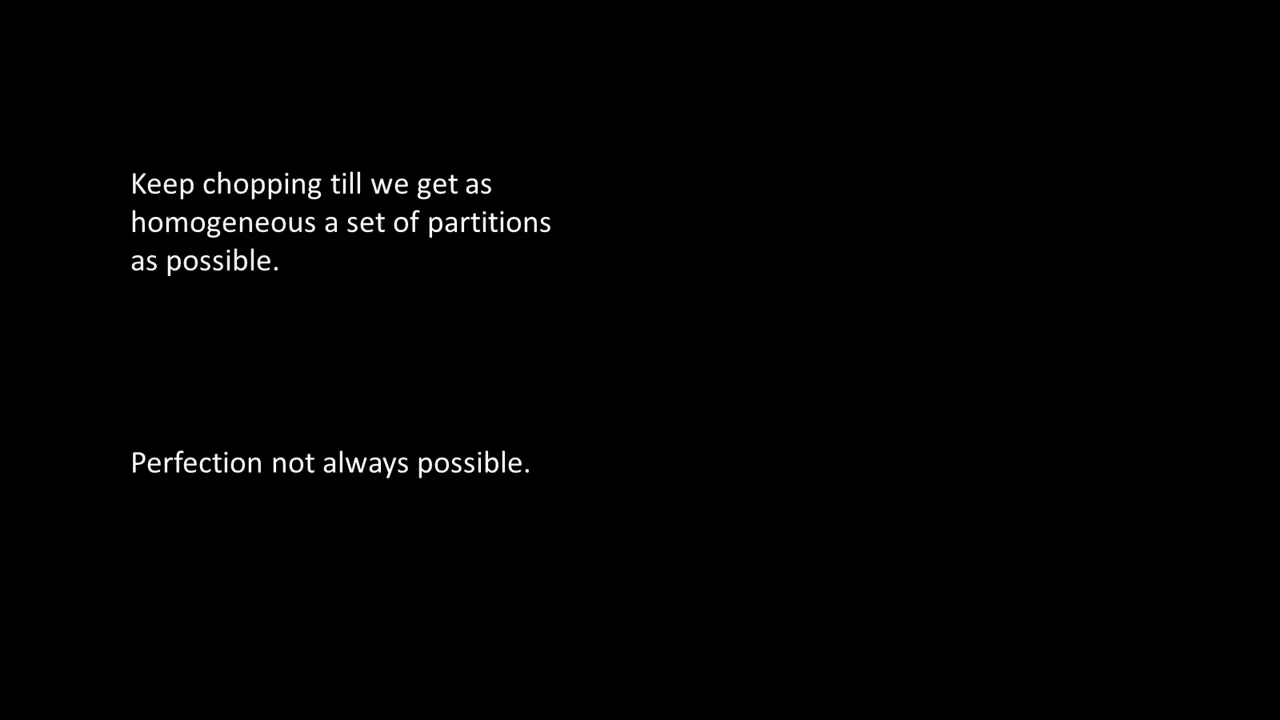 Keep chopping till we get as
homogeneous a set of partitions
as possible.
Perfection not always possible.